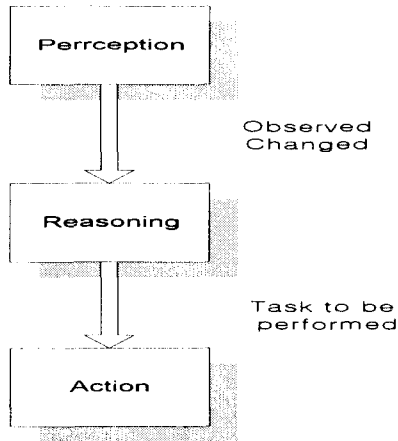 Perrception
Observed
Changed
Reasoning
Task to be
performed
Action